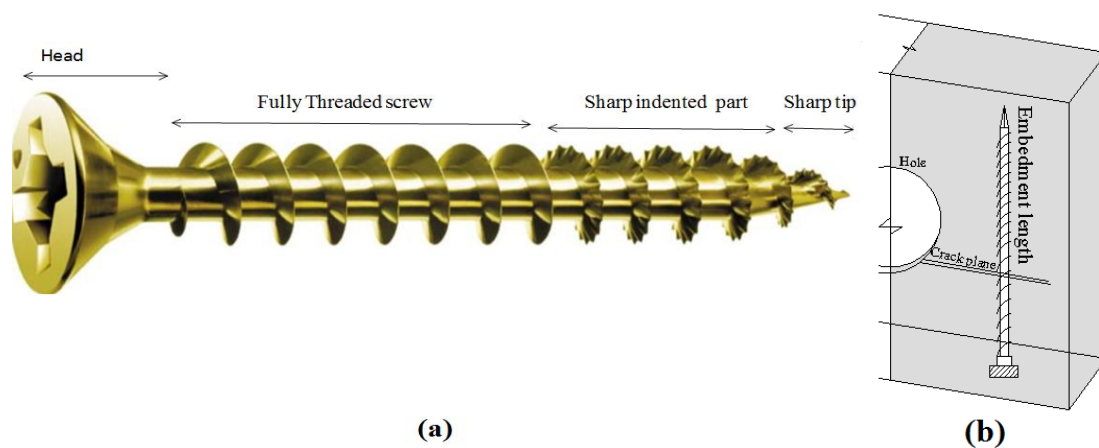 Head
Fully Threaded screw
Sharp indented part
Sharp tip
Hole
Embedment length
Crack plane
(a)
(b)